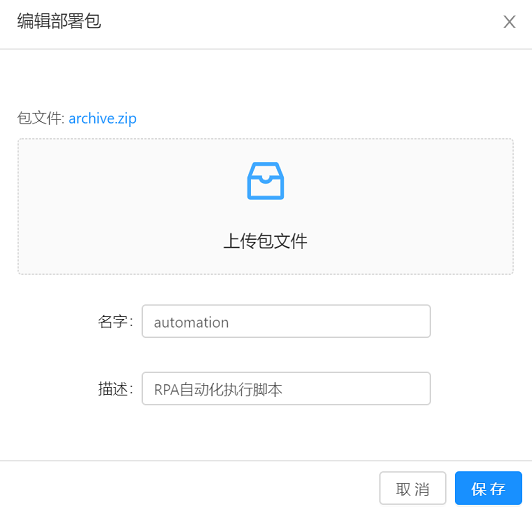 编辑部署包
包文件: archive.zip
上传包文件
名字: automation
描述: RPA自动化执行脚本
取 消 保 存